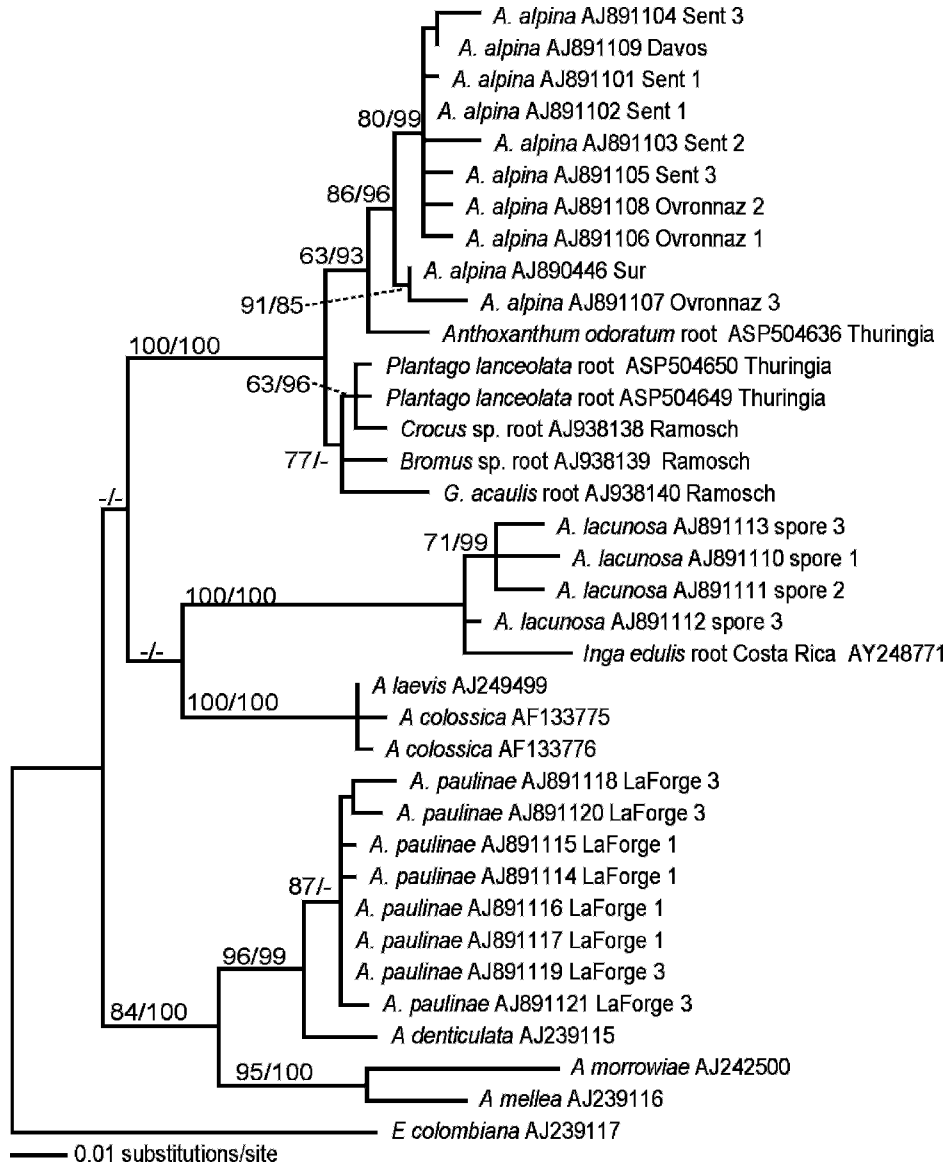 A. alpina AJ891104 Sent 3
A. alpina AJ891109 Davos
A. alpina AJ891101 Sent 1
A. alpina AJ891102 Sent 1
80/99
A. alpina AJ891103 Sent 2
A. alpina AJ891105 Sent 3
86/96
A. alpina AJ891108 Ovronnaz 2
A. alpina AJ891106 Ovronnaz 1
63/93
A. alpina AJ890446 Sur
91/85
A. alpina AJ891107 Ovronnaz 3
Anthoxanthum odoratum root ASP504636 Thuringia
100/100
Plantago lanceolata root ASP504650 Thuringia
63/96
Plantago lanceolata root ASP504649 Thuringia
Crocus sp. root AJ938138 Ramosch
77/-
Bromus sp. root AJ938139 Ramosch
G. acaulis root AJ938140 Ramosch
-/-
A. lacunosa AJ891113 spore 3
71/99
A. lacunosa AJ891110 spore 1
A. lacunosa AJ891111 spore 2
100/100
A. lacunosa AJ891112 spore 3
-/-
Inga edulis root Costa Rica AY248771
A laevis AJ249499
100/100
A colossica AF133775
A colossica AF133776
A. paulinae AJ891118 LaForge 3
A. paulinae AJ891120 LaForge 3
A. paulinae AJ891115 LaForge 1
87/-
A. paulinae AJ891114 LaForge 1
A. paulinae AJ891116 LaForge 1
A. paulinae AJ891117 LaForge 1
96/99
A. paulinae AJ891119 LaForge 3
A. paulinae AJ891121 LaForge 3
84/100
A denticulata AJ239115
95/100
A morrowiae AJ242500
A mellea AJ239116
E colombiana AJ239117
0.01 substitutions/site